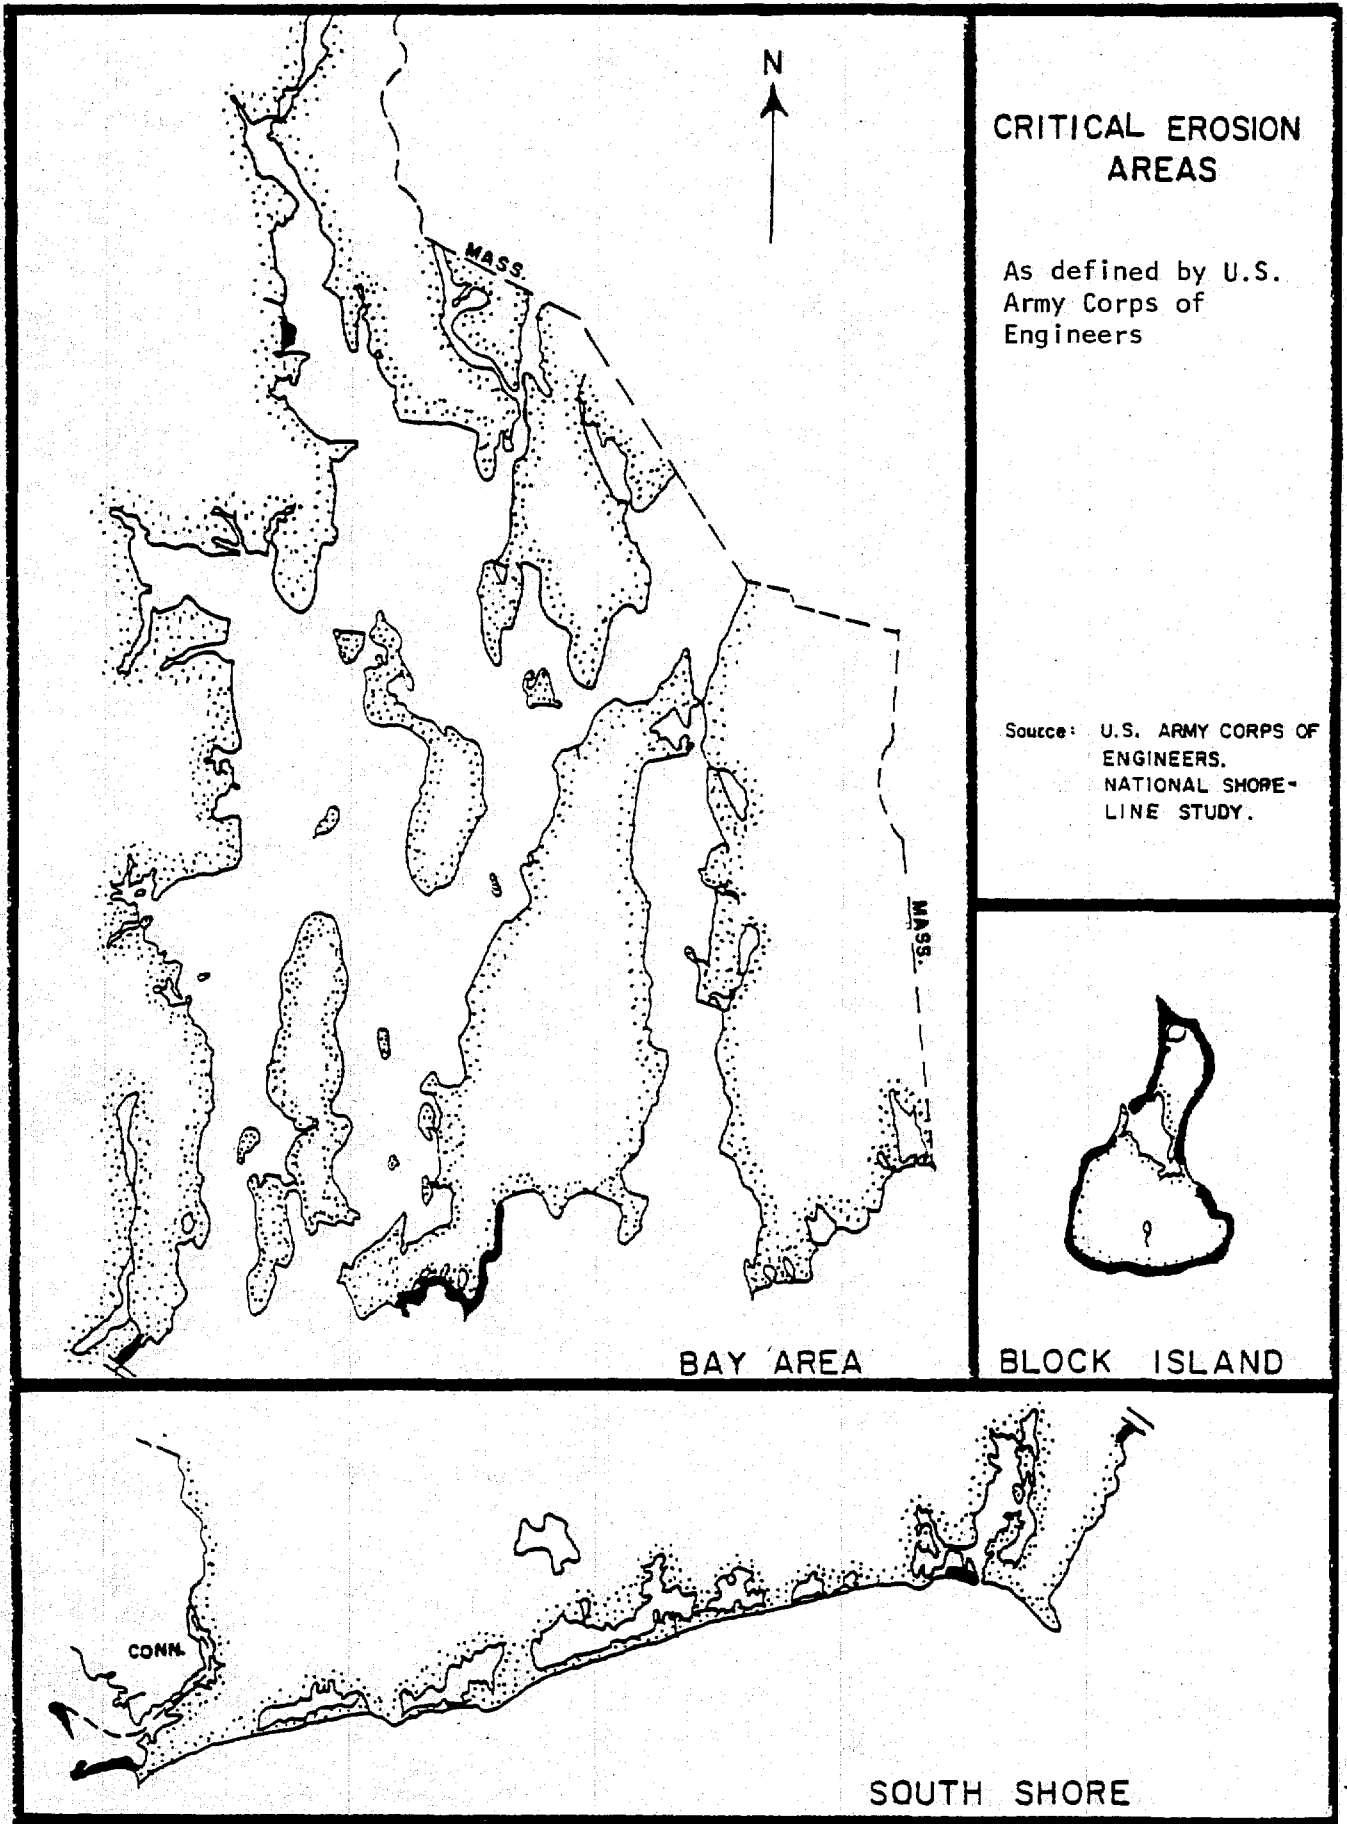 N
CRITICAL EROSION
AREAS
As defined by U.S.
Army Corps of
Engineers
MASS.
Source: U.S. ARMY CORPS OF
ENGINEERS.
NATIONAL SHORE-
LINE STUDY.
MASS.
BAY AREA
BLOCK ISLAND
CONN.
SOUTH SHORE